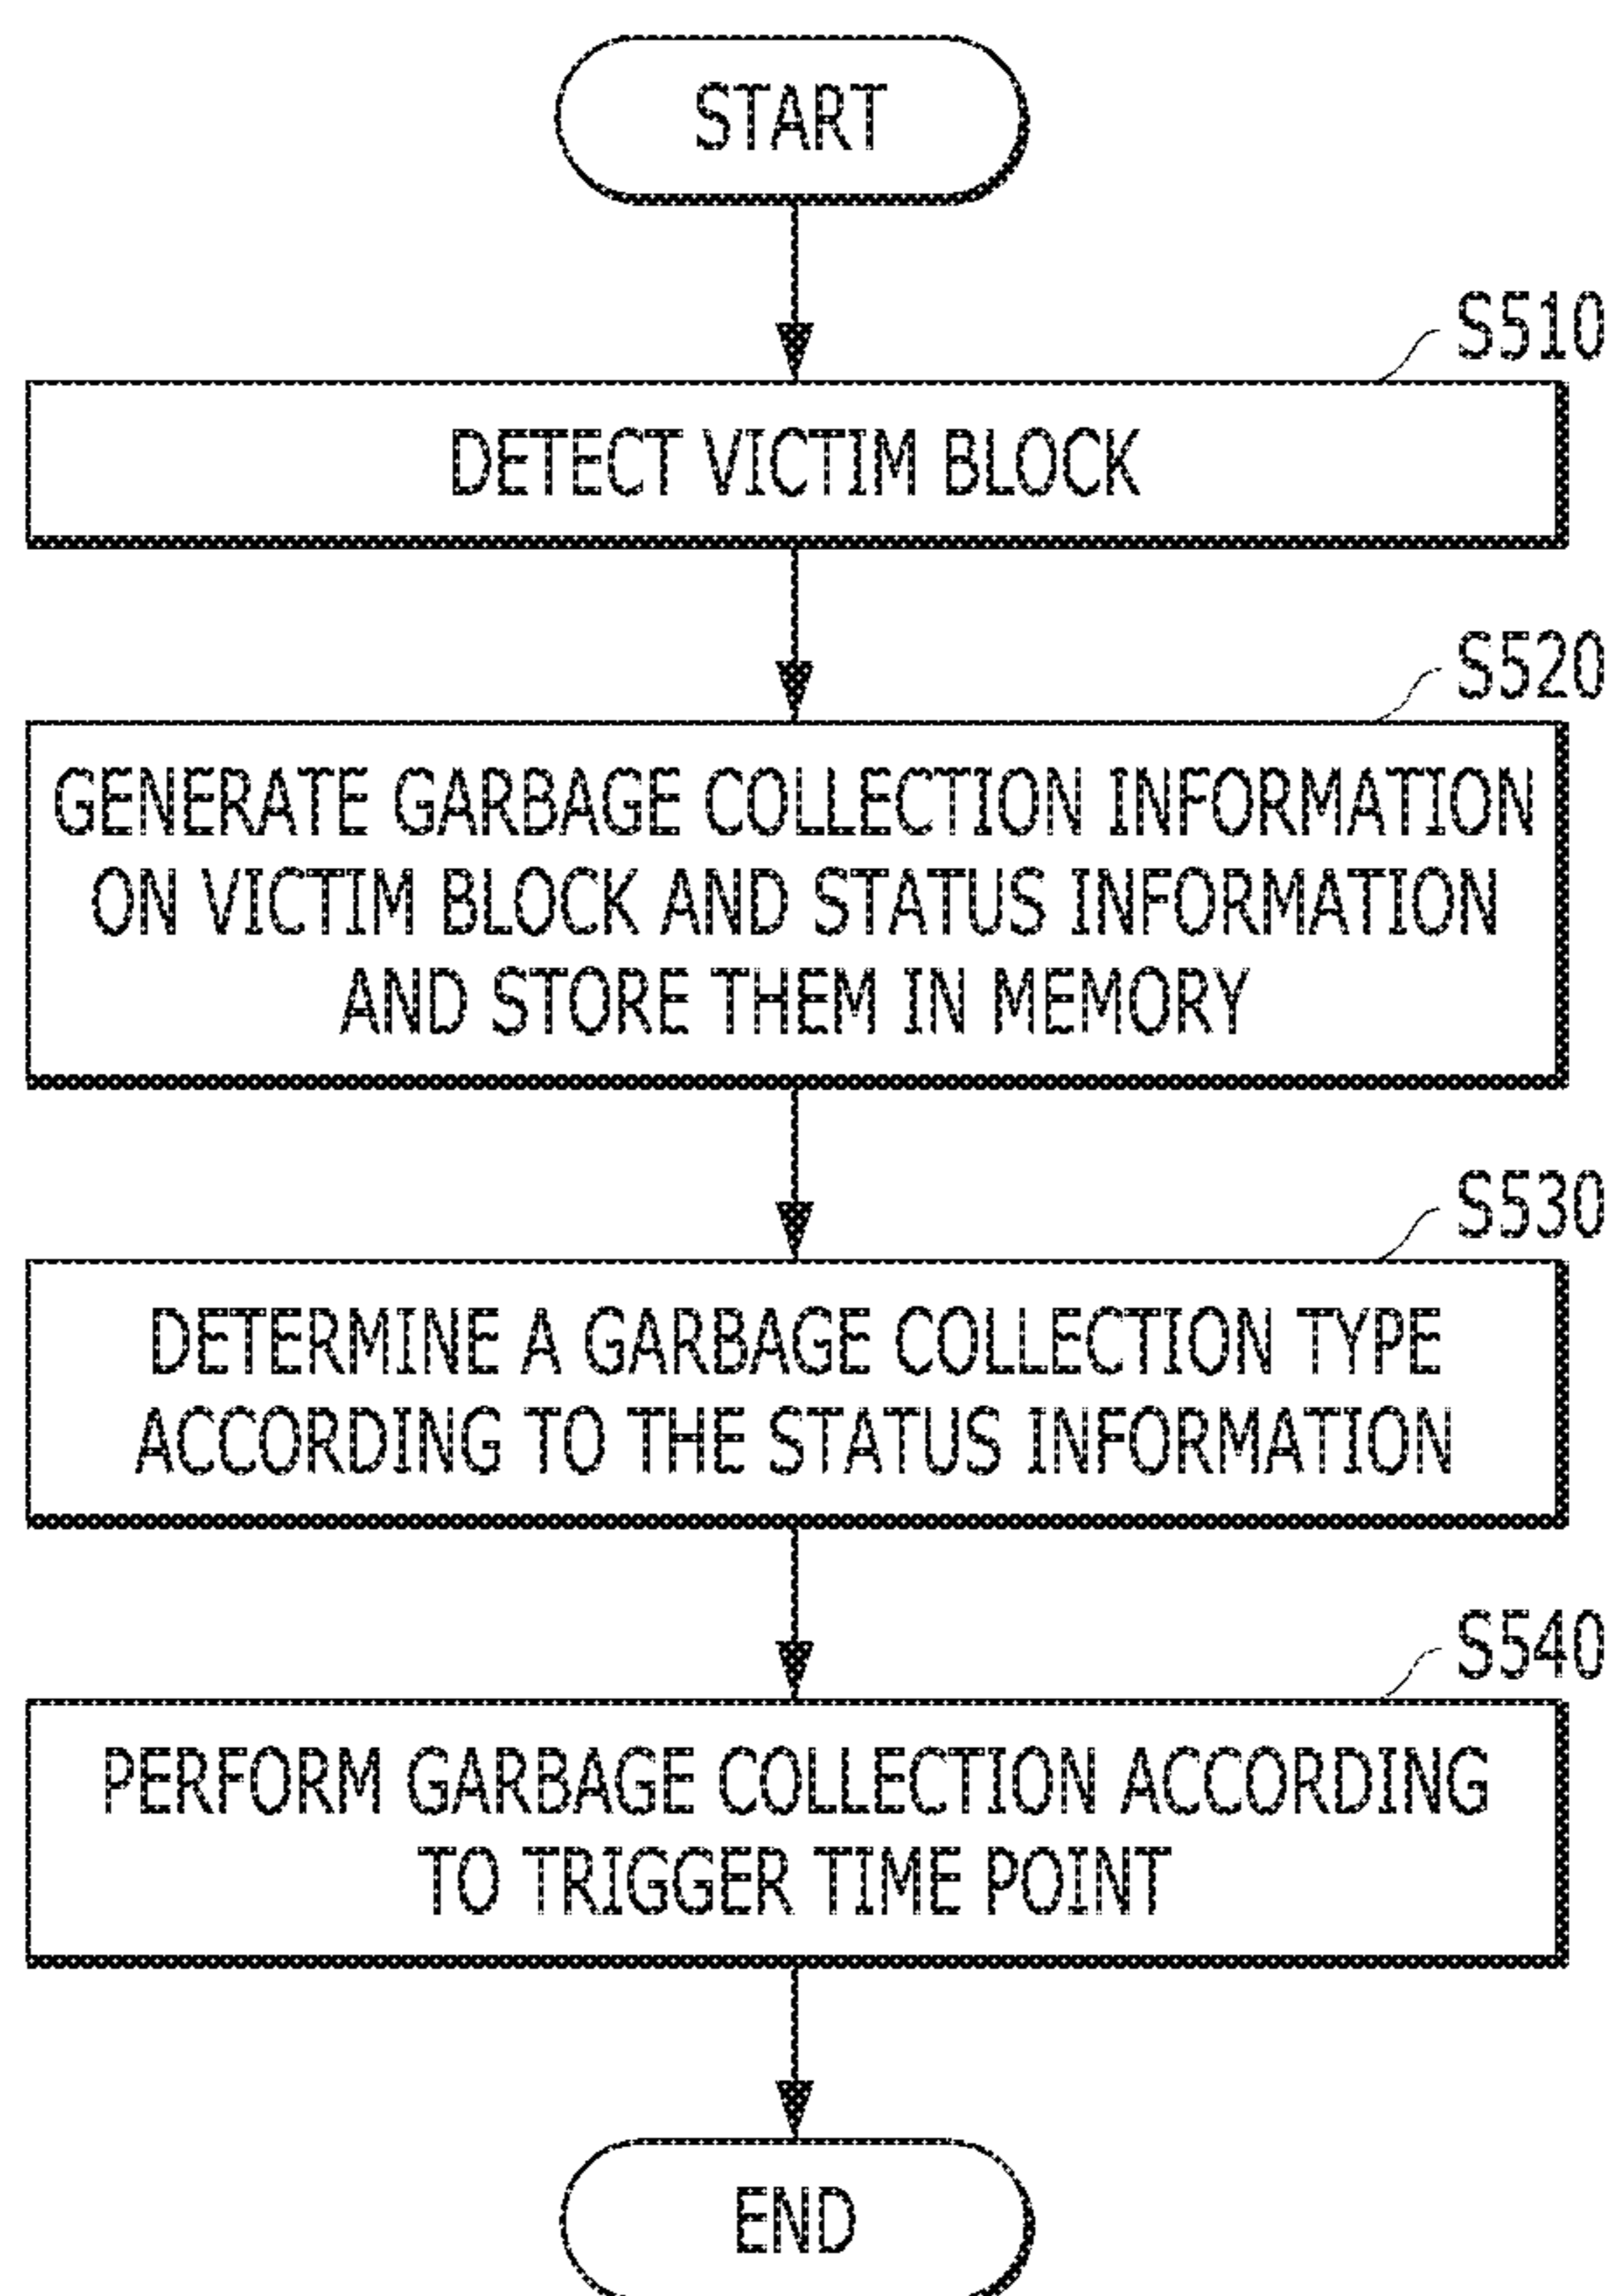 START
S510
DETECT VICTIM BLOCK
S520
GENERATE GARBAGE COLLECTION INFORMATION
ON VICTIM BLOCK AND STATUS INFORMATION
AND STORE THEM IN MEMORY
S530
DETERMINE A GARBAGE COLLECTION TYPE
ACCORDING TO THE STATUS INFORMATION
S540
PERFORM GARBAGE COLLECTION ACCORDING
TO TRIGGER TIME POINT
END